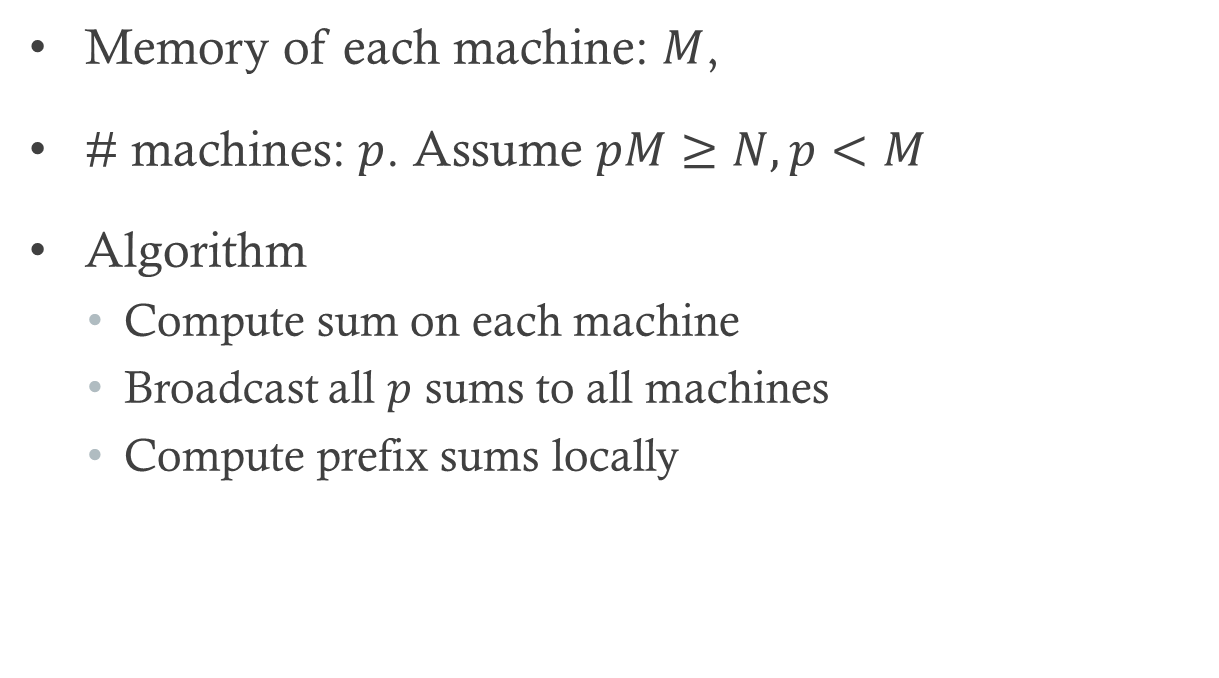 • Memory of each machine: M,
• # machines: p. Assume pM ≥ N, p < M
• Algorithm
• Compute sum on each machine
• Broadcast all p sums to all machines
• Compute prefix sums locally